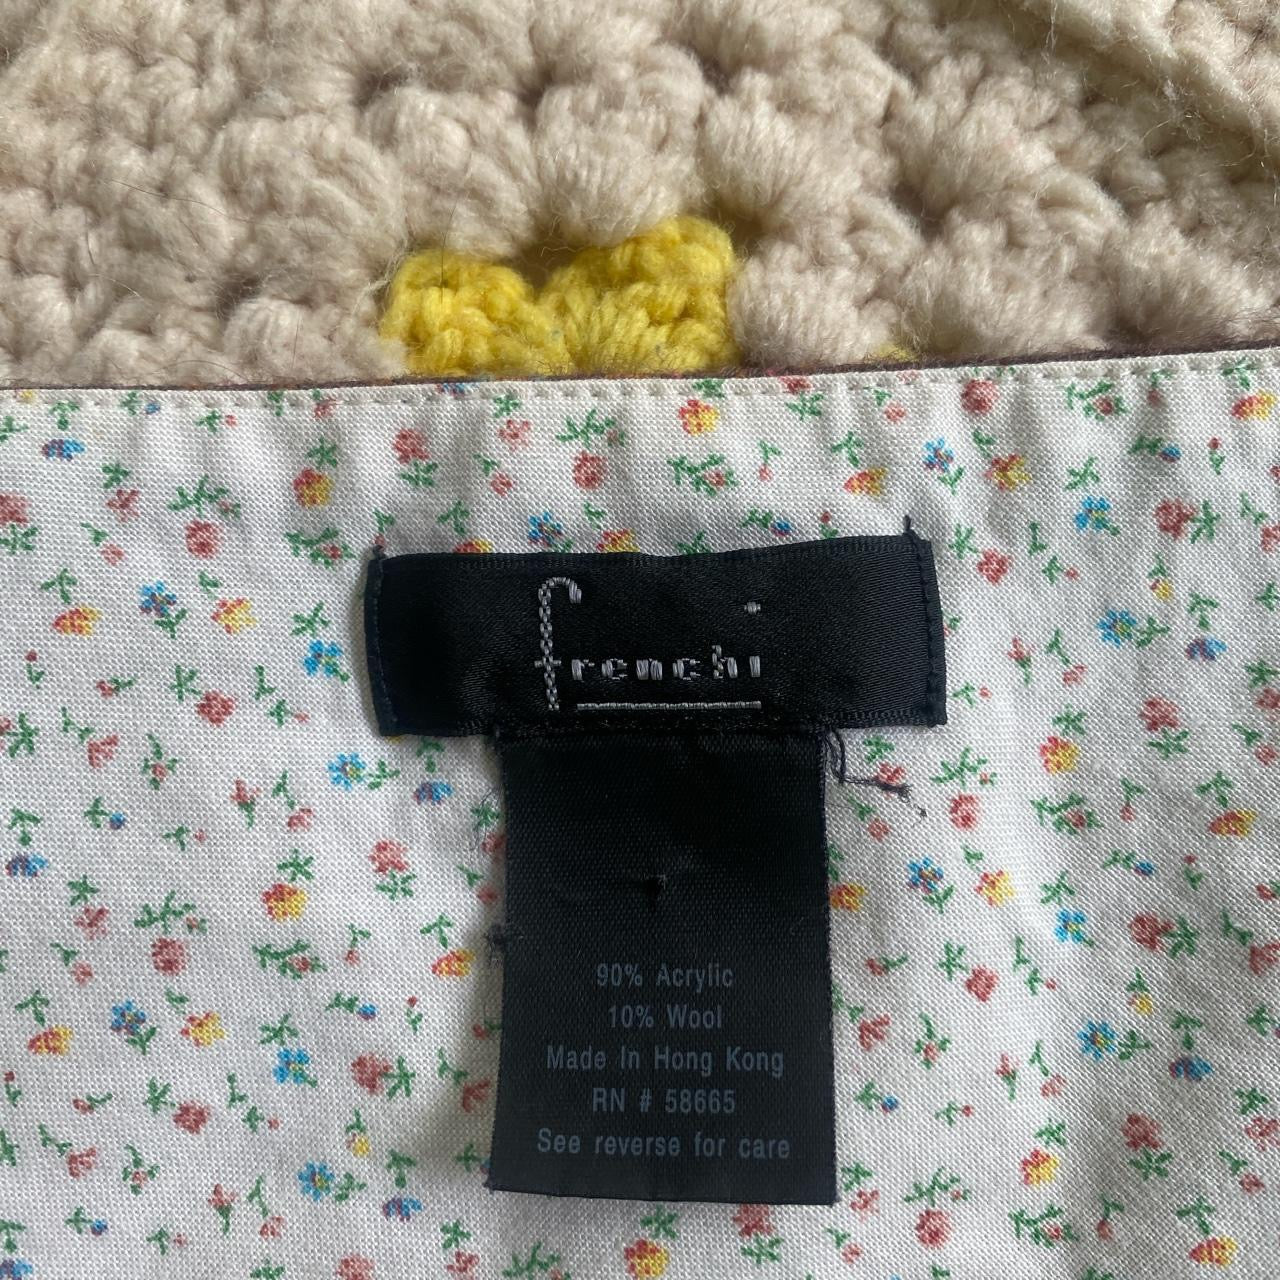 frenchi
90% Acrylic
10% Wool
Made In Hong Kong
RN # 58665
See reverse for care